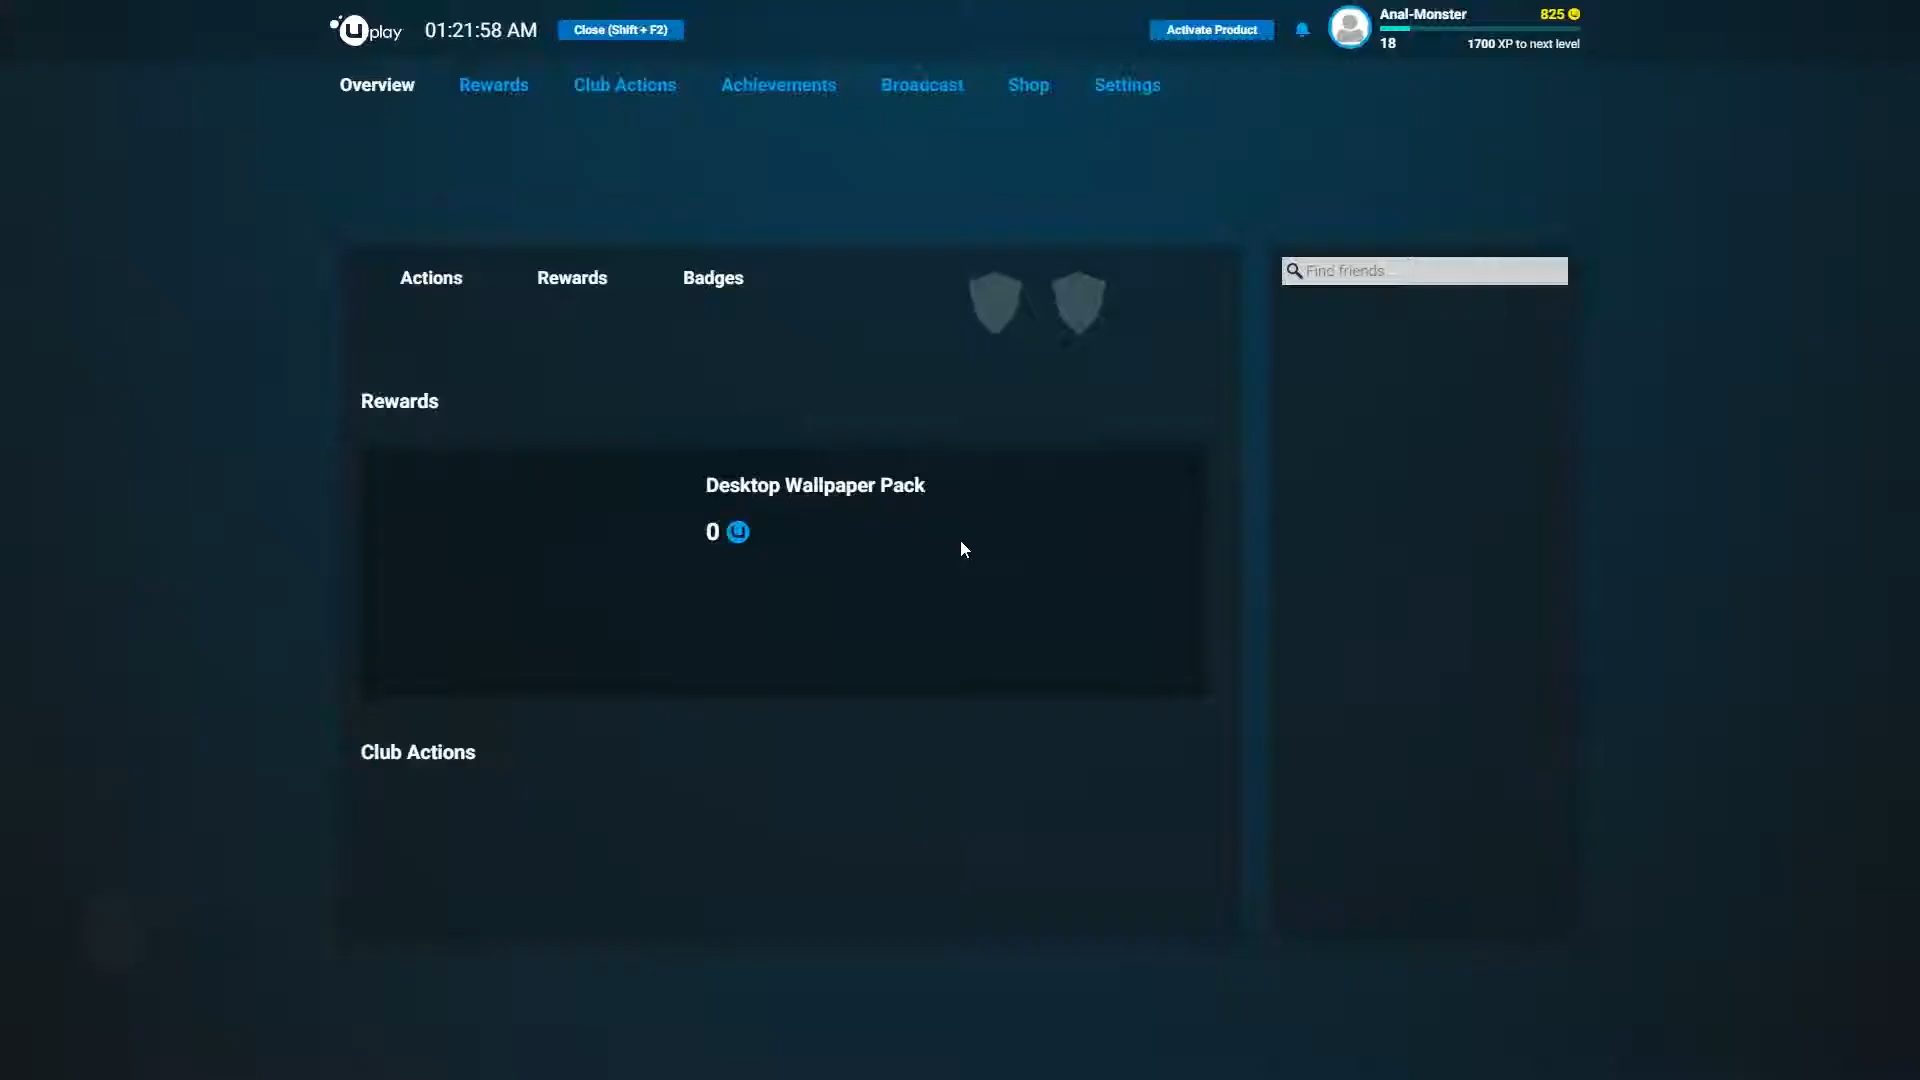 uplay 01:21:58 AM Close (Shift + F2) Activate Product Anal-Monster 825
18 1700 XP to next level
Overview Rewards Club Actions Achievements Broadcast Shop Settings
Actions Rewards Badges
Find friends...
Rewards
Desktop Wallpaper Pack
0
Club Actions